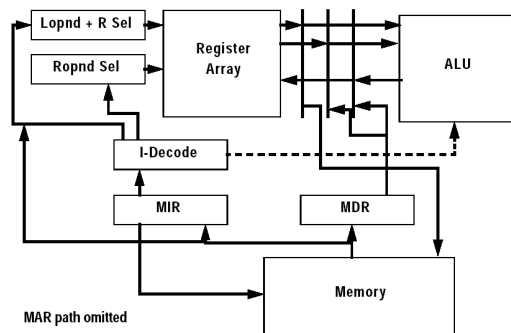 Lopnd + R Sel
Ropnd Sel
Register
Array
ALU
I-Decode
MIR
MDR
Memory
MAR path omitted